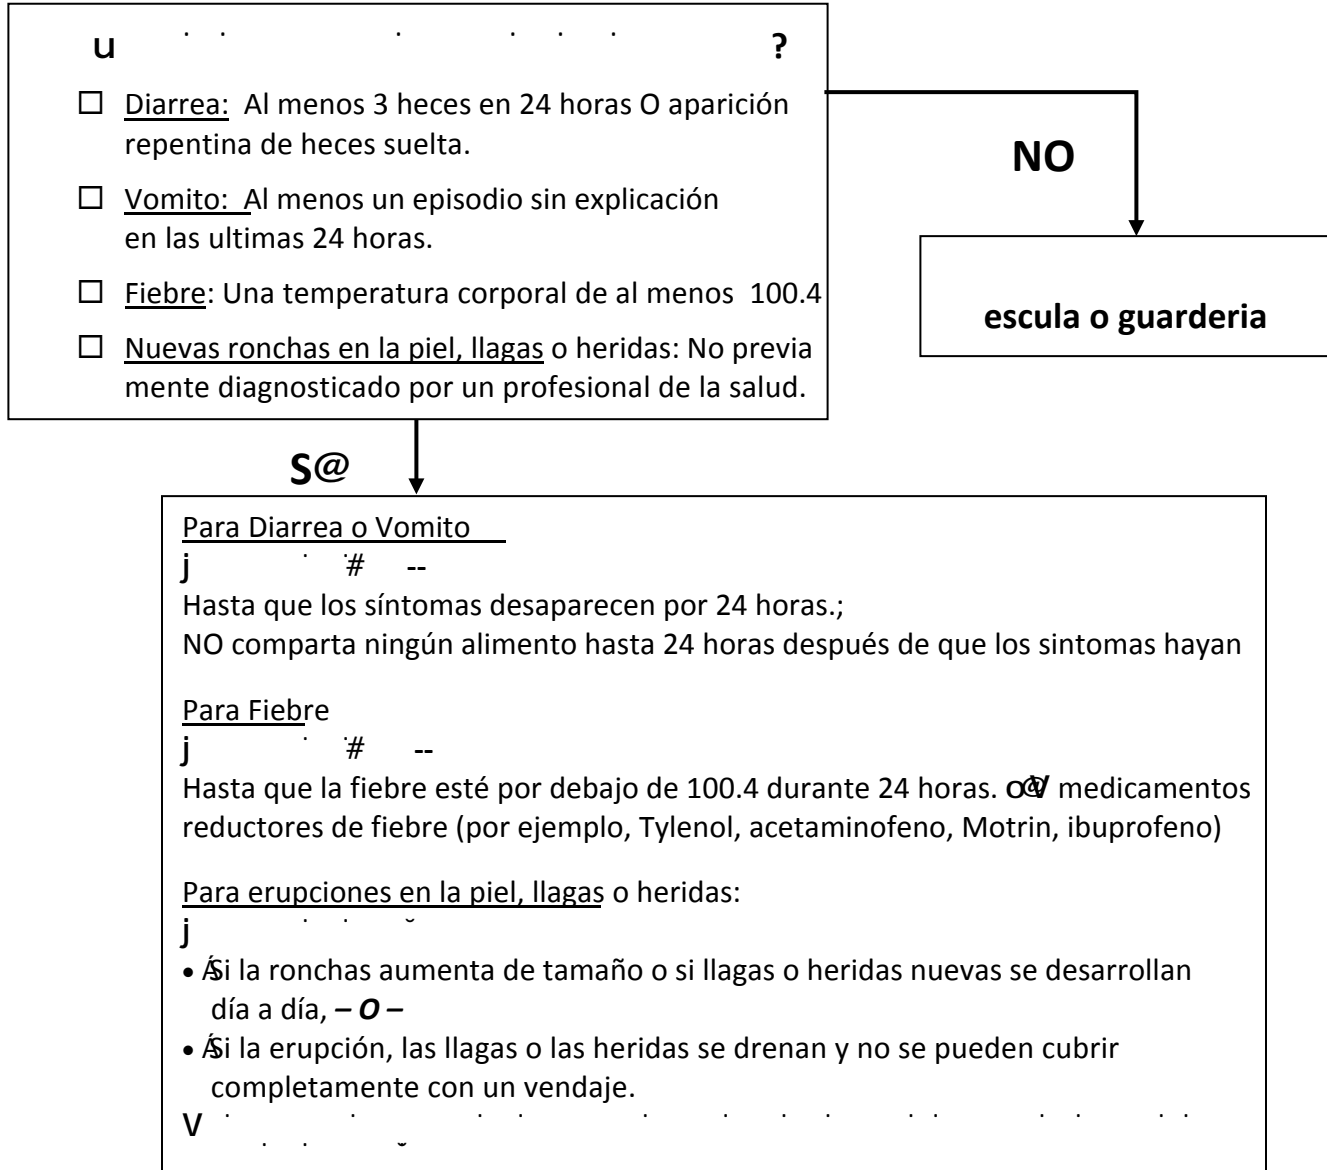 u ?
☐ Diarrea: Al menos 3 heces en 24 horas O aparición
repentina de heces suelta.
☐ Vomito: Al menos un episodio sin explicación
en las ultimas 24 horas.
☐ Fiebre: Una temperatura corporal de al menos 100.4
☐ Nuevas ronchas en la piel, llagas o heridas: No previa
mente diagnosticado por un profesional de la salud.
NO
escula o guarderia
S@
Para Diarrea o Vomito
j # --
Hasta que los síntomas desaparecen por 24 horas.;
NO comparta ningún alimento hasta 24 horas después de que los sintomas hayan
Para Fiebre
j # --
Hasta que la fiebre esté por debajo de 100.4 durante 24 horas. medicamentos
reductores de fiebre (por ejemplo, Tylenol, acetaminofeno, Motrin, ibuprofeno)
Para erupciones en la piel, llagas o heridas:
j
• Si la ronchas aumenta de tamaño o si llagas o heridas nuevas se desarrollan
día a día, – O –
• Si la erupción, las llagas o las heridas se drenan y no se pueden cubrir
completamente con un vendaje.
V